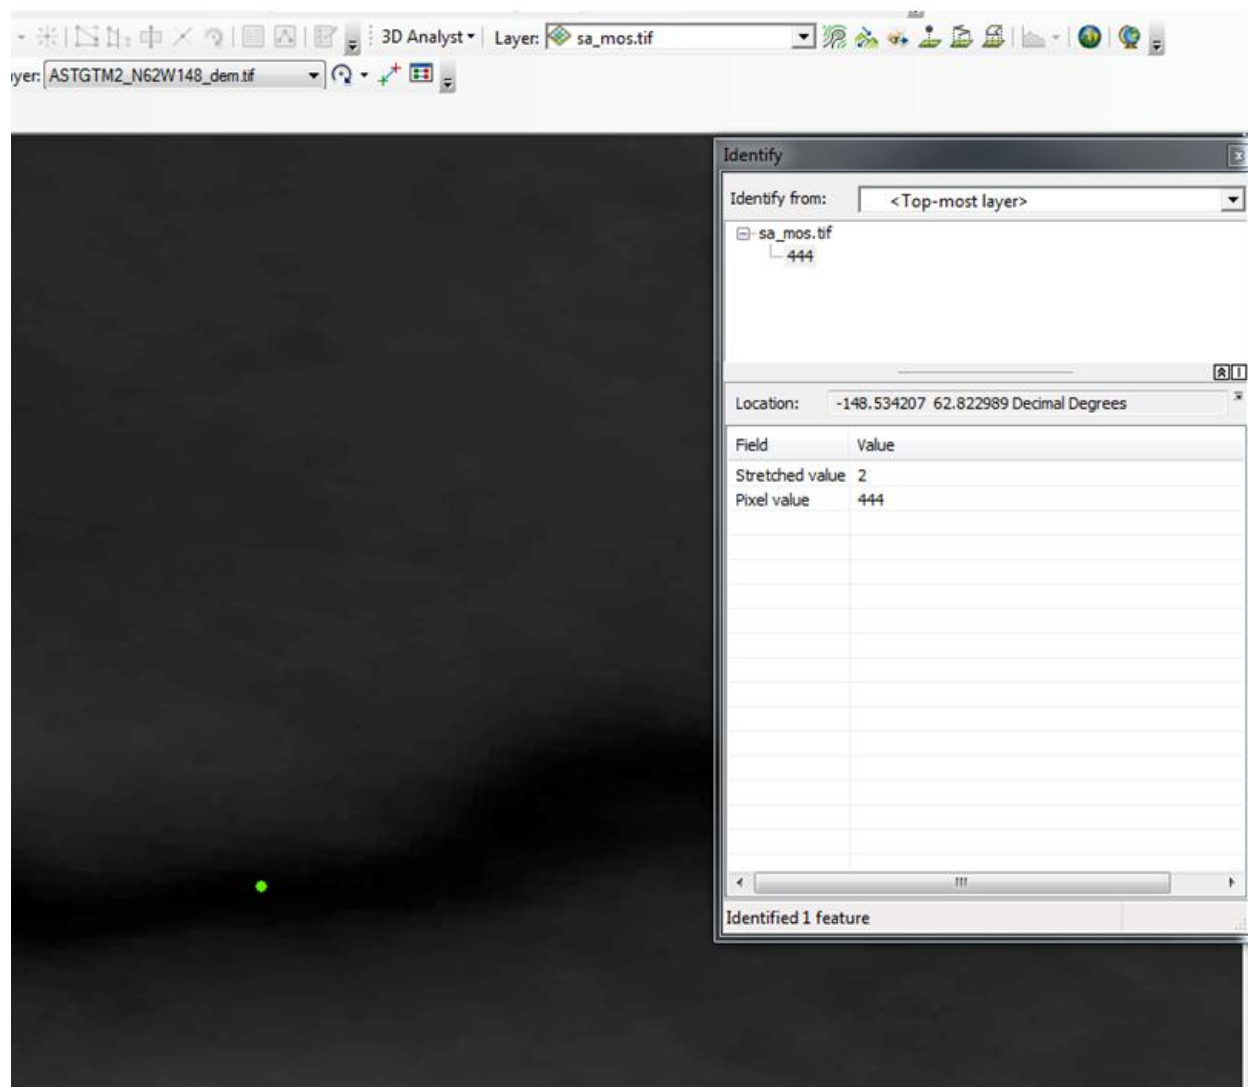 3D Analyst Layer: sa_mos.tif
yer: ASTGTM2_N62W148_dem.tif
Identify
Identify from: <Top-most layer>
sa_mos.tif
444
Location: -148.534207 62.822989 Decimal Degrees
Field Value
Stretched value 2
Pixel value 444
Identified 1 feature